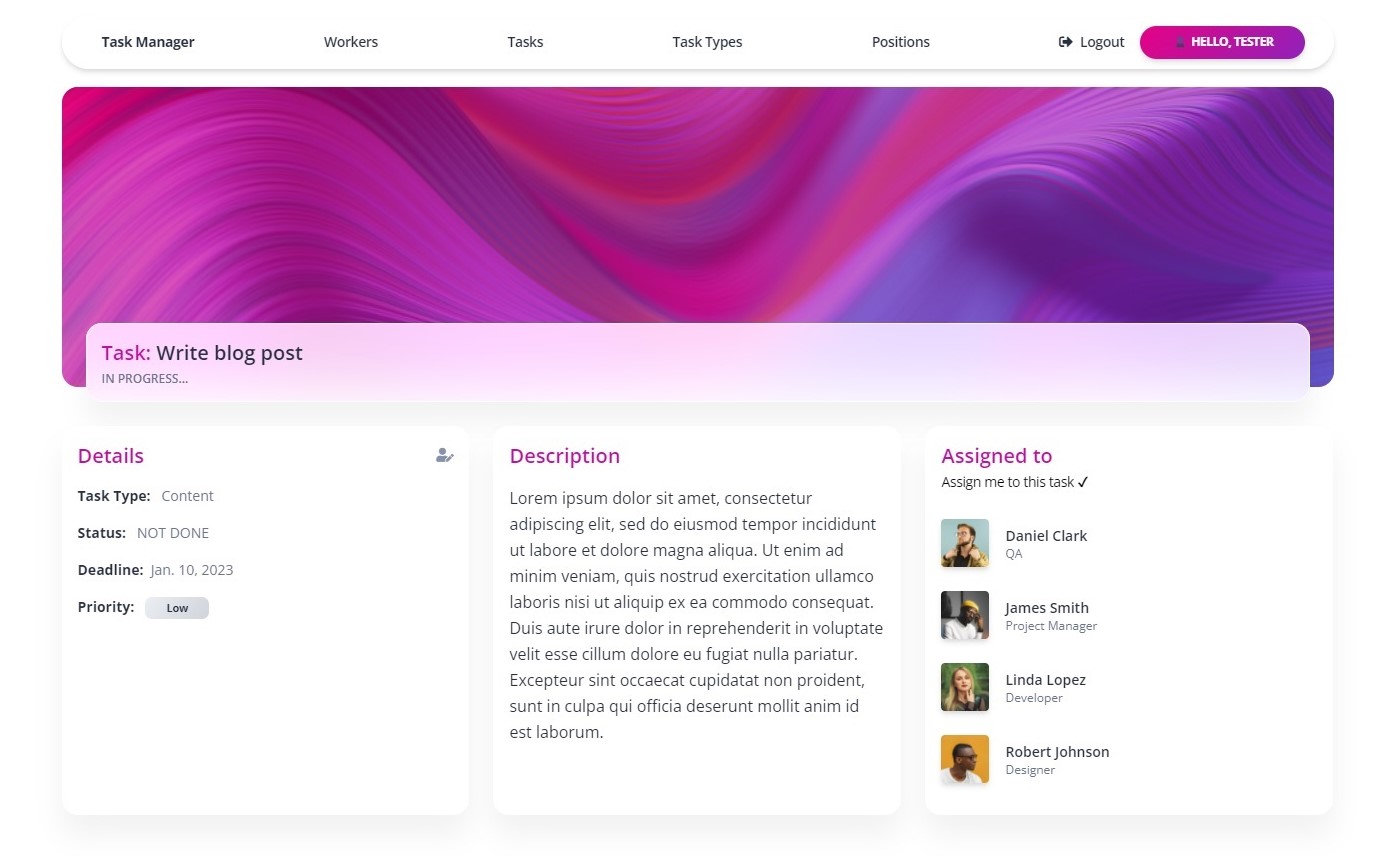 Task Manager
Workers
Tasks
Task Types
Positions
Logout
HELLO, TESTER
Task: Write blog post
IN PROGRESS...
Details
Task Type: Content
Status: NOT DONE
Deadline: Jan. 10, 2023
Priority: Low
Description
Lorem ipsum dolor sit amet, consectetur
adipiscing elit, sed do eiusmod tempor incididunt
ut labore et dolore magna aliqua. Ut enim ad
minim veniam, quis nostrud exercitation ullamco
laboris nisi ut aliquip ex ea commodo consequat.
Duis aute irure dolor in reprehenderit in voluptate
velit esse cillum dolore eu fugiat nulla pariatur.
Excepteur sint occaecat cupidatat non proident,
sunt in culpa qui officia deserunt mollit anim id
est laborum.
Assigned to
Assign me to this task ✓
Daniel Clark
QA
James Smith
Project Manager
Linda Lopez
Developer
Robert Johnson
Designer